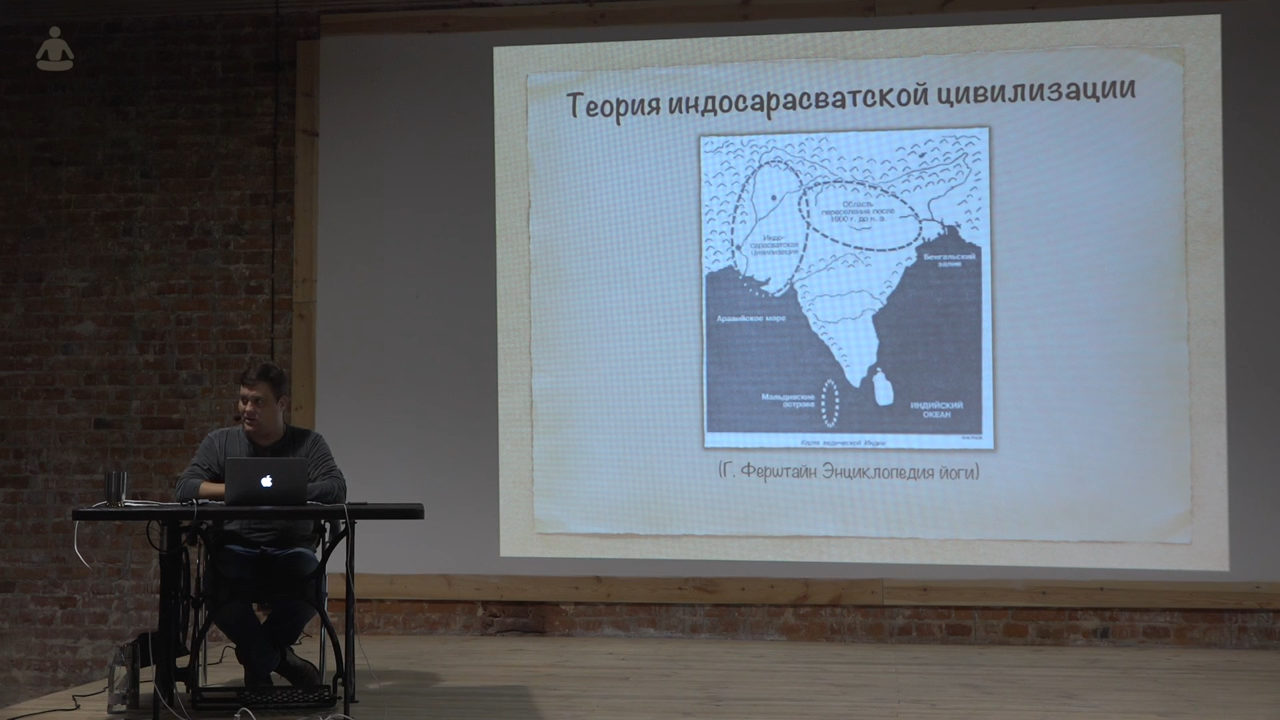 Теория индосарасватской цивилизации
Область
переселения после
1900 г. до н. э.
Индо-
сарасватская
цивилизация
Бенгальский
залив
Аравийское море
Мальдивские
острова
ИНДИЙСКИЙ
ОКЕАН
Карта ведической Индии
(Г. Ферштайн Энциклопедия йоги)